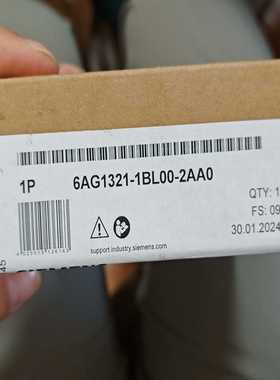 1P 6AG1321-1BL00-2AA0
QTY: 1
FS: 09
30.01.2024
support.industry.siemens.com